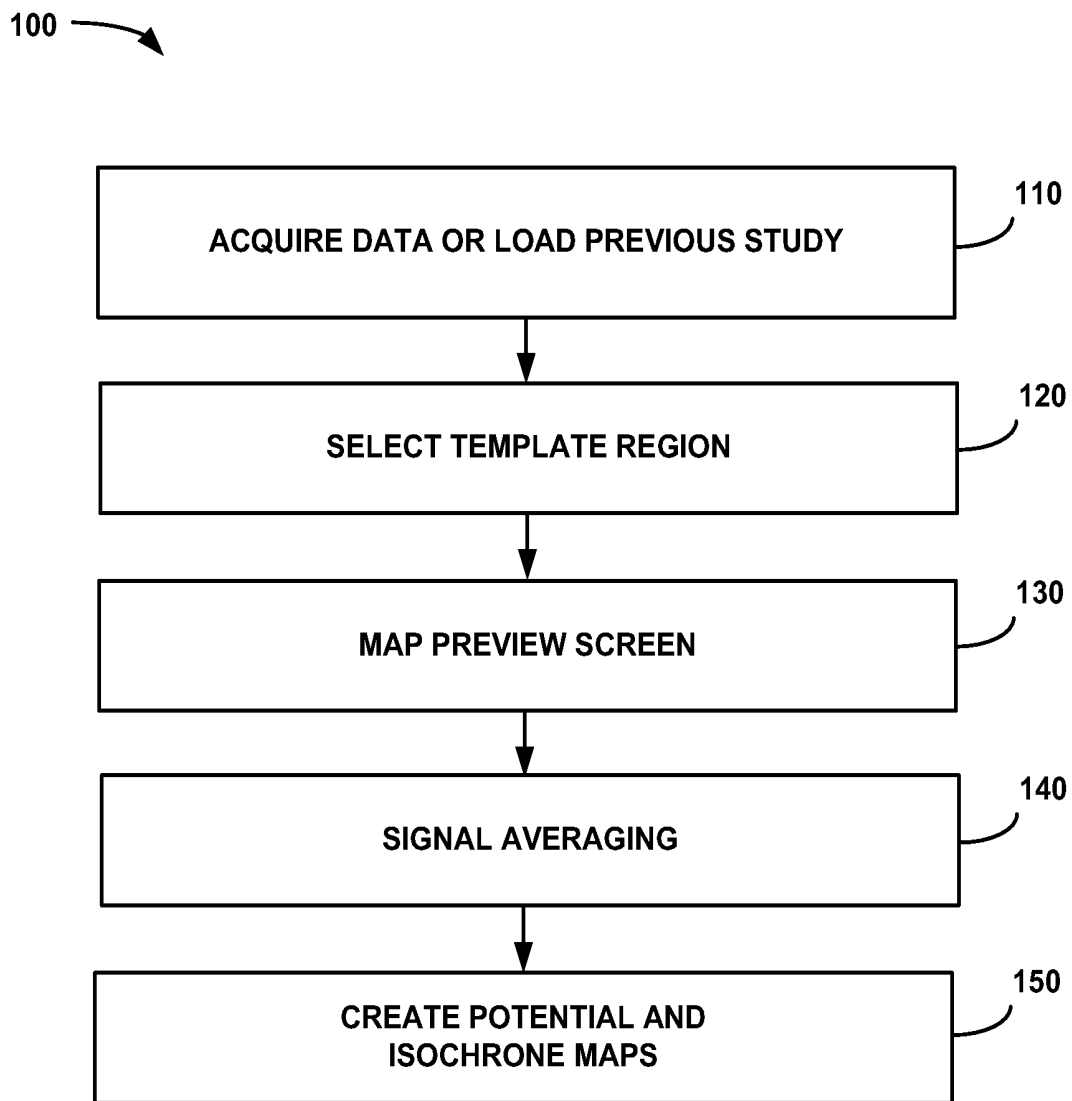 100
110
ACQUIRE DATA OR LOAD PREVIOUS STUDY
120
SELECT TEMPLATE REGION
130
MAP PREVIEW SCREEN
140
SIGNAL AVERAGING
150
CREATE POTENTIAL AND
ISOCHRONE MAPS